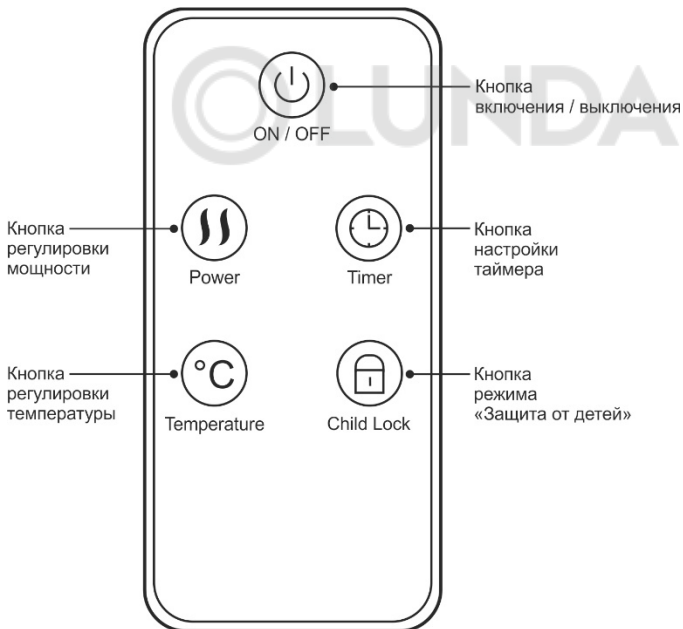 LUNDA
ON / OFF
Кнопка
включения / выключения
Кнопка
регулировки
мощности
Power
Timer
Кнопка
настройки
таймера
Кнопка
регулировки
температуры
°C
Temperature
Child Lock
Кнопка
режима
«Защита от детей»